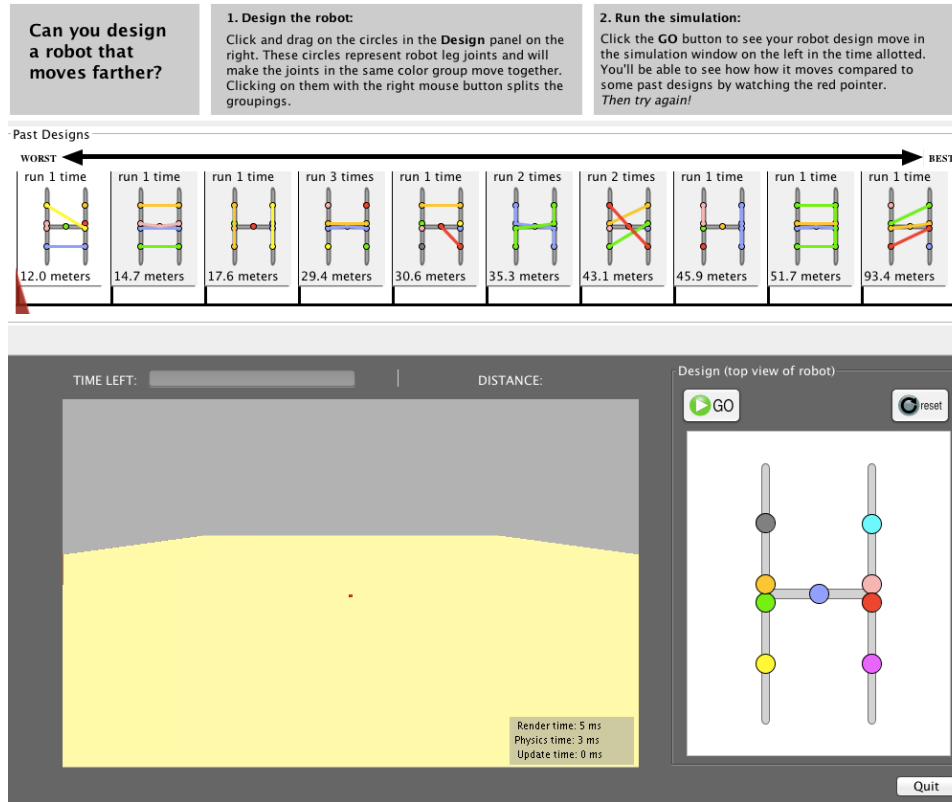 Can you design
a robot that
moves farther?
1. Design the robot:
Click and drag on the circles in the Design panel on the
right. These circles represent robot leg joints and will
make the joints in the same color group move together.
Clicking on them with the right mouse button splits the
groupings.
2. Run the simulation:
Click the GO button to see your robot design move in
the simulation window on the left in the time allotted.
You'll be able to see how how it moves compared to
some past designs by watching the red pointer.
Then try again!
Past Designs
WORST
BEST
run 1 time
run 1 time
run 1 time
run 3 times
run 1 time
run 2 times
run 2 times
run 1 time
run 1 time
run 1 time
12.0 meters
14.7 meters
17.6 meters
29.4 meters
30.6 meters
35.3 meters
43.1 meters
45.9 meters
51.7 meters
93.4 meters
TIME LEFT:
DISTANCE:
Design (top view of robot)
GO
reset
Render time: 5 ms
Physics time: 3 ms
Update time: 0 ms
Quit